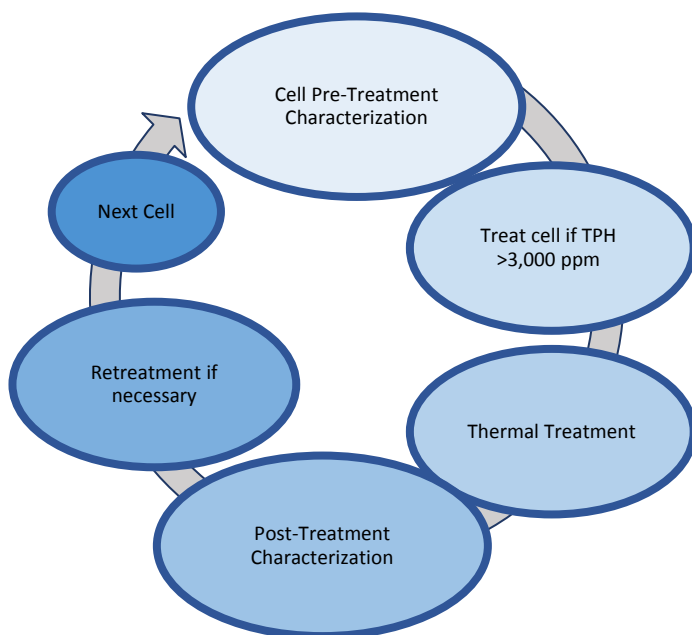 Cell Pre-Treatment
Characterization
Treat cell if TPH
>3,000 ppm
Thermal Treatment
Post-Treatment
Characterization
Retreatment if
necessary
Next Cell